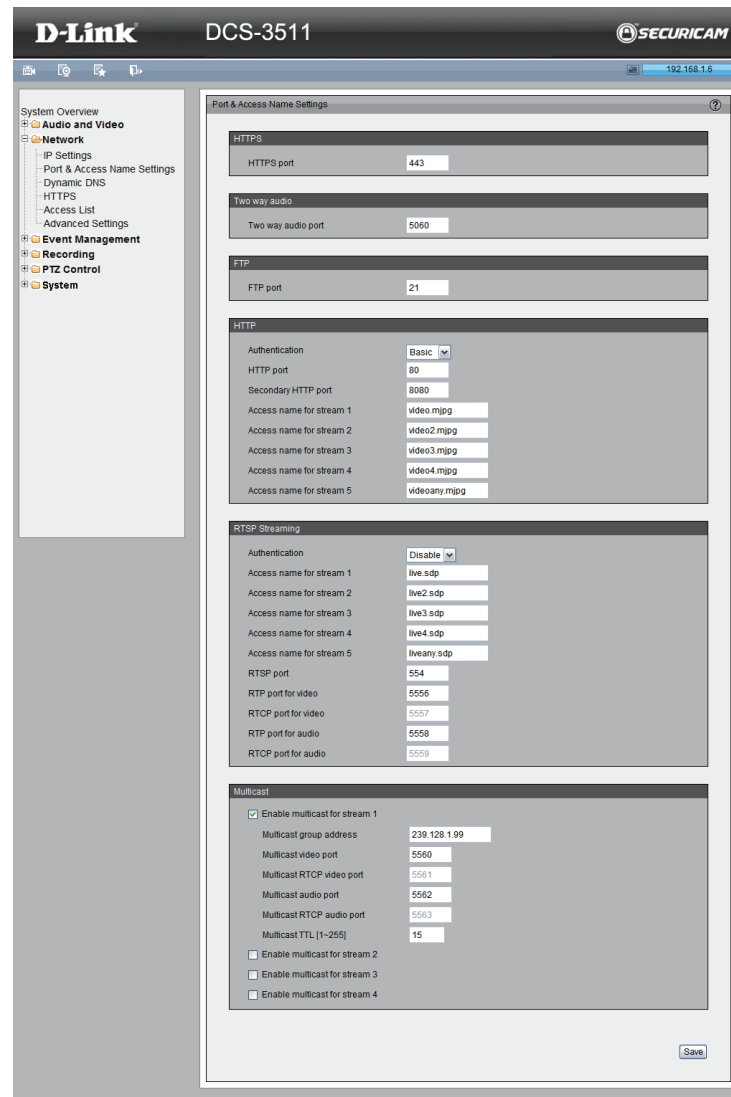 D-Link
DCS-3511
SECURICAM
192.168.1.6
System Overview
Audio and Video
Network
IP Settings
Port & Access Name Settings
Dynamic DNS
HTTPS
Access List
Advanced Settings
Event Management
Recording
PTZ Control
System
Port & Access Name Settings
?
HTTPS
HTTPS port 443
Two way audio
Two way audio port 5060
FTP
FTP port 21
HTTP
Authentication Basic
HTTP port 80
Secondary HTTP port 8080
Access name for stream 1 video.mjpg
Access name for stream 2 video2.mjpg
Access name for stream 3 video3.mjpg
Access name for stream 4 video4.mjpg
Access name for stream 5 videoany.mjpg
RTSP Streaming
Authentication Disable
Access name for stream 1 live.sdp
Access name for stream 2 live2.sdp
Access name for stream 3 live3.sdp
Access name for stream 4 live4.sdp
Access name for stream 5 liveany.sdp
RTSP port 554
RTP port for video 5556
RTCP port for video 5557
RTP port for audio 5558
RTCP port for audio 5559
Multicast
Enable multicast for stream 1
Multicast group address 239.128.1.99
Multicast video port 5560
Multicast RTCP video port 5561
Multicast audio port 5562
Multicast RTCP audio port 5563
Multicast TTL [1~255] 15
Enable multicast for stream 2
Enable multicast for stream 3
Enable multicast for stream 4
Save